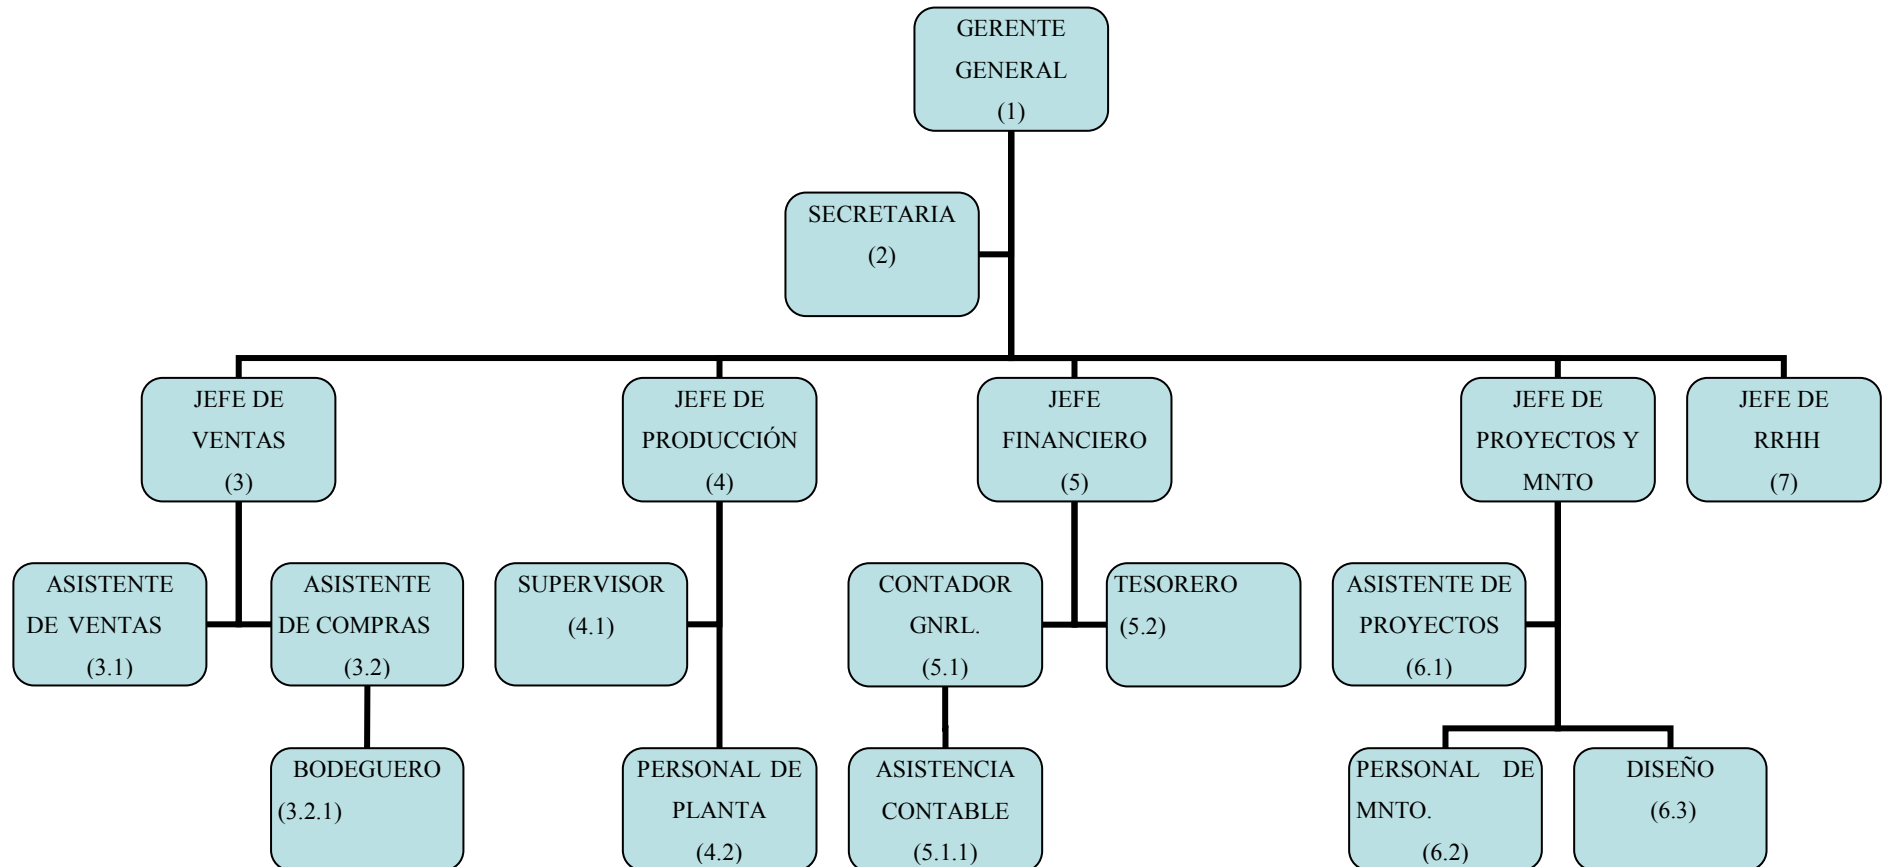 GERENTE
GENERAL
(1)
SECRETARIA
(2)
JEFE DE
VENTAS
(3)
JEFE DE
PRODUCCIÓN
(4)
JEFE
FINANCIERO
(5)
JEFE DE
PROYECTOS Y
MNTO
JEFE DE
RRHH
(7)
ASISTENTE
DE VENTAS
(3.1)
ASISTENTE
DE COMPRAS
(3.2)
SUPERVISOR
(4.1)
CONTADOR
GNRL.
(5.1)
TESORERO
(5.2)
ASISTENTE DE
PROYECTOS
(6.1)
BODEGUERO
(3.2.1)
PERSONAL DE
PLANTA
(4.2)
ASISTENCIA
CONTABLE
(5.1.1)
PERSONAL DE
MNTO.
(6.2)
DISEÑO
(6.3)